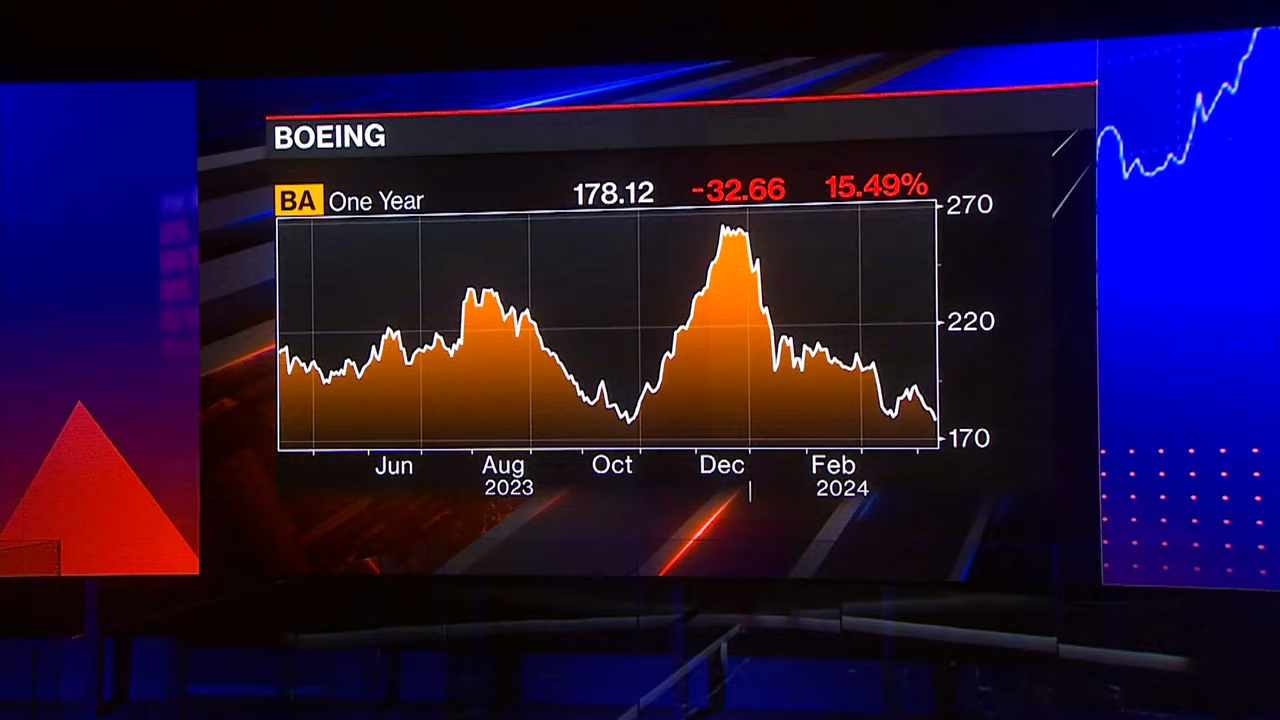 BOEING
BA One Year 178.12 -32.66 15.49%
270
220
170
Jun Aug Oct Dec Feb
2023 2024